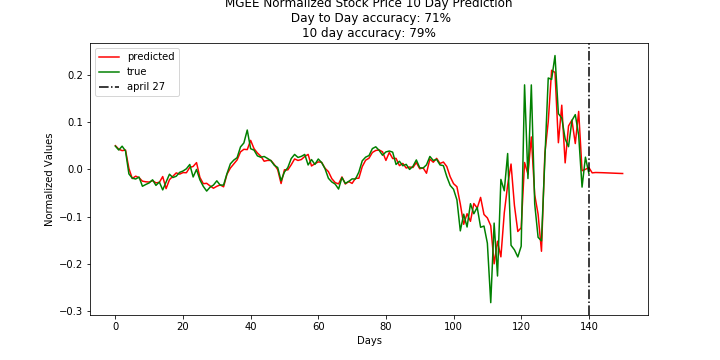 MGEE Normalized Stock Price 10 Day Prediction
Day to Day accuracy: 71%
10 day accuracy: 79%
predicted
true
april 27
Normalized Values
0.2
0.1
0.0
−0.1
−0.2
−0.3
0
20
40
60
80
100
120
140
Days